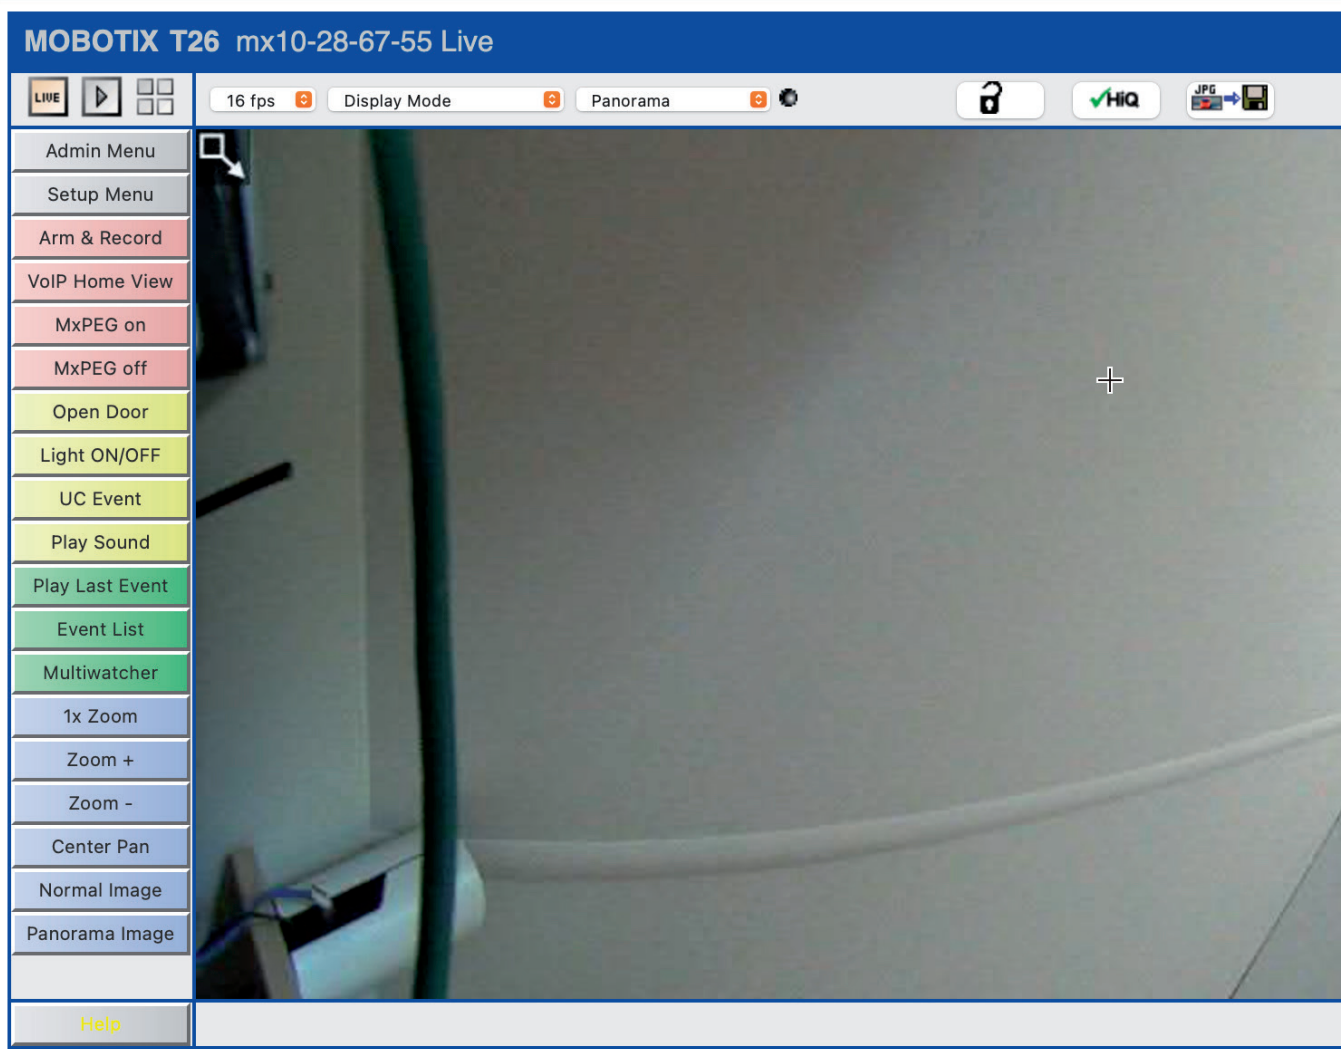 MOBOTIX T26 mx10-28-67-55 Live
LIVE
16 fps
Display Mode
Panorama
HiQ
JPG
Admin Menu
Setup Menu
Arm & Record
VoIP Home View
MxPEG on
MxPEG off
Open Door
Light ON/OFF
UC Event
Play Sound
Play Last Event
Event List
Multiwatcher
1x Zoom
Zoom +
Zoom -
Center Pan
Normal Image
Panorama Image
Help